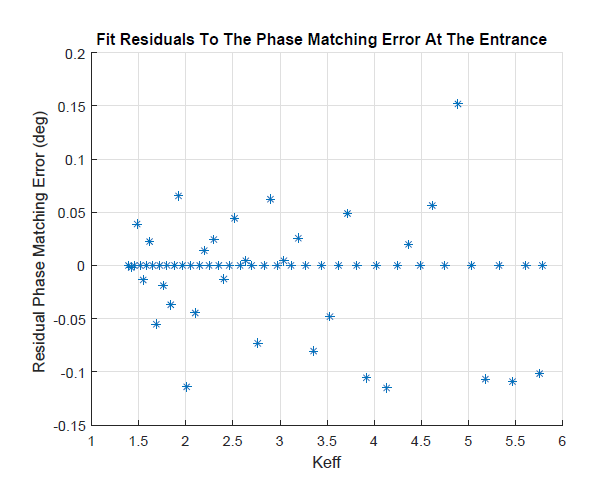 Fit Residuals To The Phase Matching Error At The Entrance
0.2
0.15
0.1
0.05
0
-0.05
-0.1
-0.15
Residual Phase Matching Error (deg)
1 1.5 2 2.5 3 3.5 4 4.5 5 5.5 6
Keff